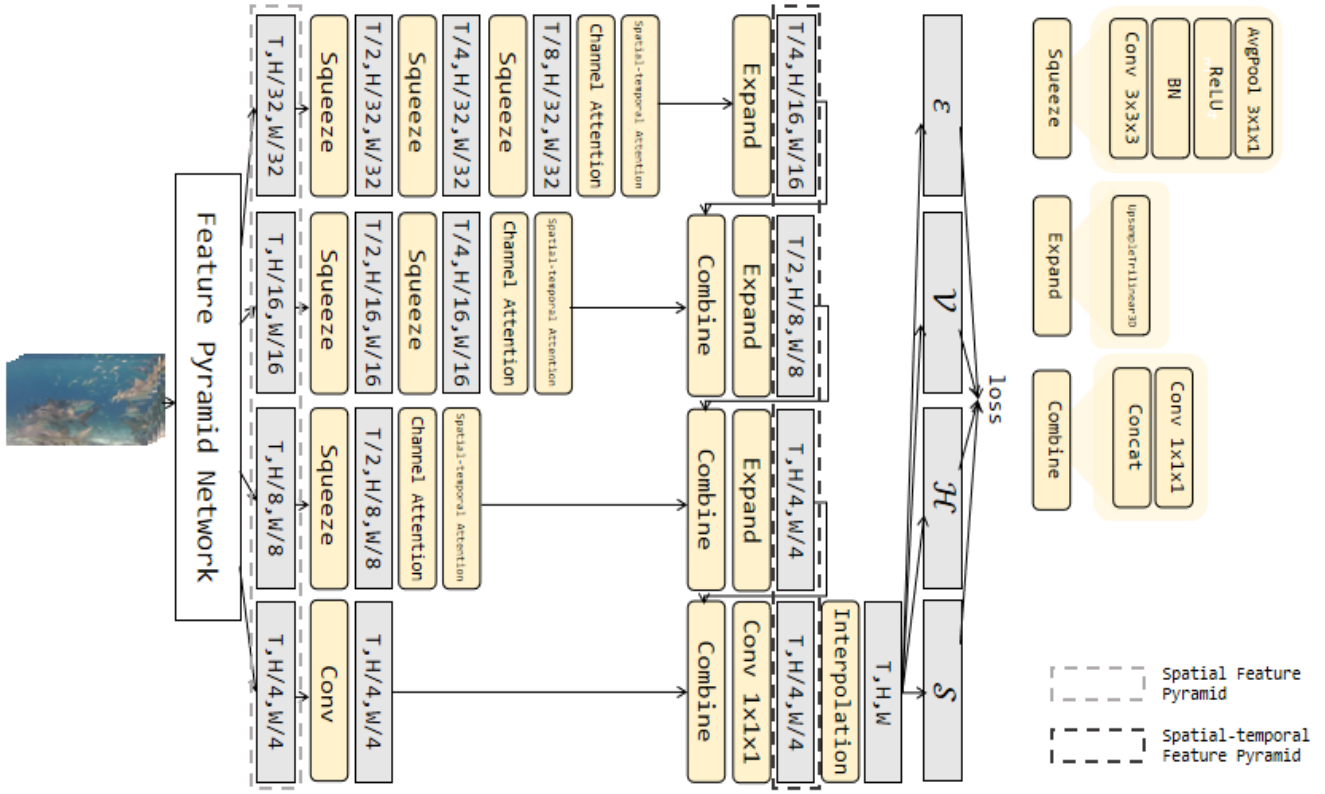 Feature Pyramid Network
T,H/32,W/32
Squeeze
T/2,H/32,W/32
Squeeze
T/4,H/32,W/32
Squeeze
T/8,H/32,W/32
Channel Attention
Spatial-temporal Attention
Expand
T/4,H/16,W/16
T,H/16,W/16
Squeeze
T/2,H/16,W/16
Squeeze
T/4,H/16,W/16
Channel Attention
Spatial-temporal Attention
Combine
Expand
T/2,H/8,W/8
T,H/8,W/8
Squeeze
T/2,H/8,W/8
Channel Attention
Spatial-temporal Attention
Combine
Expand
T,H/4,W/4
T,H/4,W/4
Conv
T,H/4,W/4
Combine
Conv 1x1x1
T,H/4,W/4
Interpolation
T,H,W
ε
𝒱
ℋ
𝒮
loss
Squeeze
Conv 3x3x3
BN
ReLU
AvgPool 3x1x1
Expand
UpsampleTrilinear3D
Combine
Concat
Conv 1x1x1
Spatial Feature
Pyramid
Spatial-temporal
Feature Pyramid